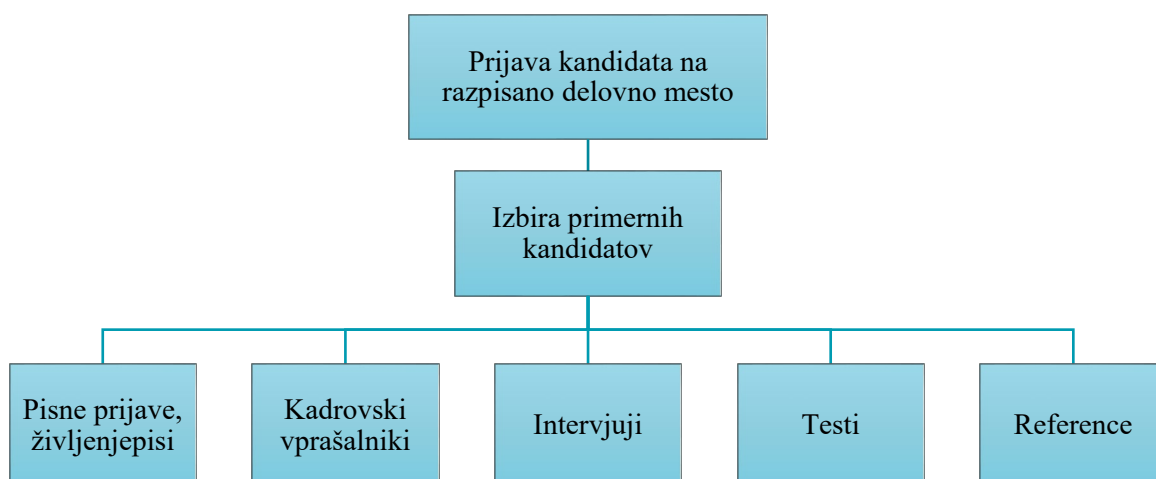 Prijava kandidata na
razpisano delovno mesto
Izbira primernih
kandidatov
Pisne prijave,
življenjepisi
Kadrovski
vprašalniki
Intervjuji
Testi
Reference